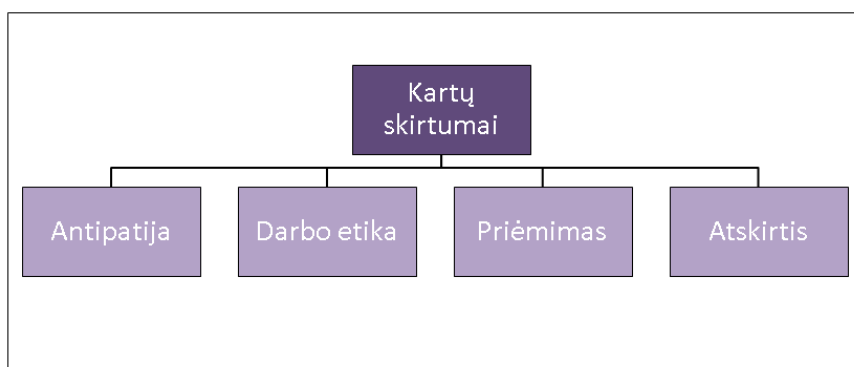 Kartų
skirtumai
Antipatija
Darbo etika
Priėmimas
Atskirtis